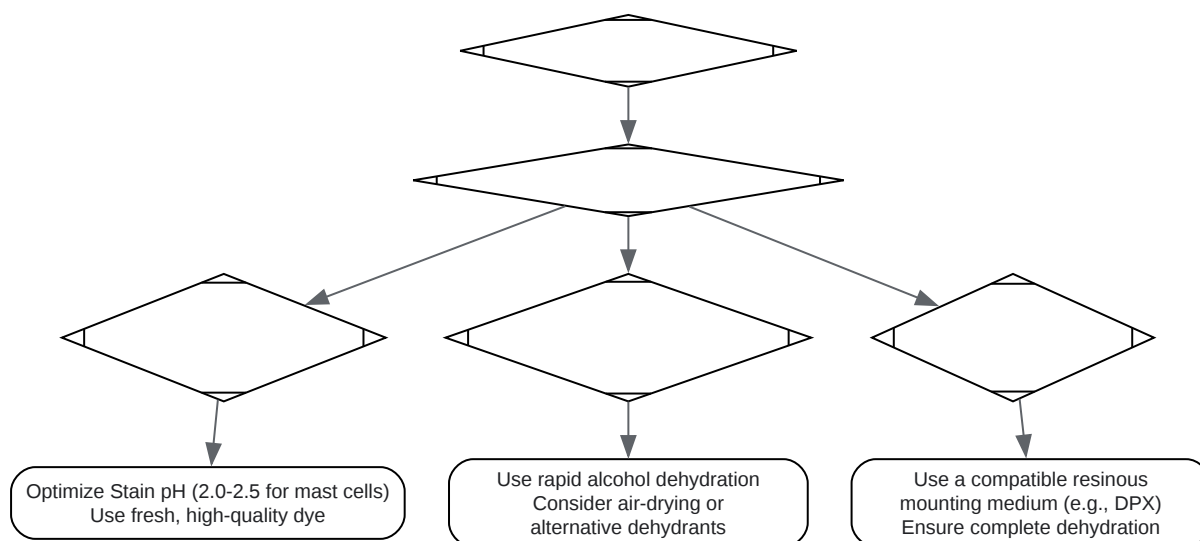 Optimize Stain pH (2.0-2.5 for mast cells)
Use fresh, high-quality dye
Use rapid alcohol dehydration
Consider air-drying or
alternative dehydrants
Use a compatible resinous
mounting medium (e.g., DPX)
Ensure complete dehydration